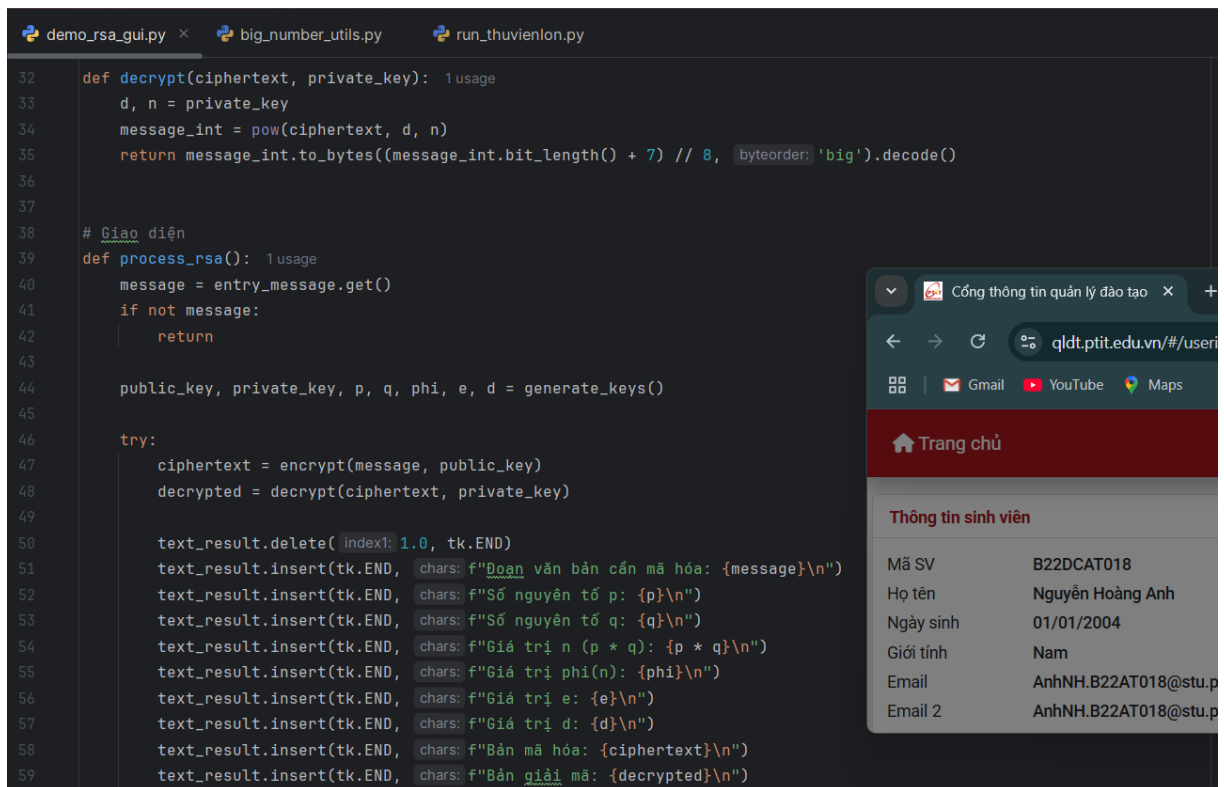 demo_rsa_gui.py × big_number_utils.py run_thuvienlon.py
32 def decrypt(ciphertext, private_key): 1 usage
33 d, n = private_key
34 message_int = pow(ciphertext, d, n)
35 return message_int.to_bytes((message_int.bit_length() + 7) // 8, byteorder: 'big').decode()
36
37
38 # Giao diện
39 def process_rsa(): 1 usage
40 message = entry_message.get()
41 if not message:
42 return
43
44 public_key, private_key, p, q, phi, e, d = generate_keys()
45
46 try:
47 ciphertext = encrypt(message, public_key)
48 decrypted = decrypt(ciphertext, private_key)
49
50 text_result.delete( index1: 1.0, tk.END)
51 text_result.insert(tk.END, chars: f"Đoạn văn bản cần mã hóa: {message}\n")
52 text_result.insert(tk.END, chars: f"Số nguyên tố p: {p}\n")
53 text_result.insert(tk.END, chars: f"Số nguyên tố q: {q}\n")
54 text_result.insert(tk.END, chars: f"Giá trị n (p * q): {p * q}\n")
55 text_result.insert(tk.END, chars: f"Giá trị phi(n): {phi}\n")
56 text_result.insert(tk.END, chars: f"Giá trị e: {e}\n")
57 text_result.insert(tk.END, chars: f"Giá trị d: {d}\n")
58 text_result.insert(tk.END, chars: f"Bản mã hóa: {ciphertext}\n")
59 text_result.insert(tk.END, chars: f"Bản giải mã: {decrypted}\n")
Cổng thông tin quản lý đào tạo × +
qldt.ptit.edu.vn/#/useri
Gmail YouTube Maps
Trang chủ
Thông tin sinh viên
Mã SV B22DCAT018
Họ tên Nguyễn Hoàng Anh
Ngày sinh 01/01/2004
Giới tính Nam
Email AnhNH.B22AT018@stu.p
Email 2 AnhNH.B22AT018@stu.p